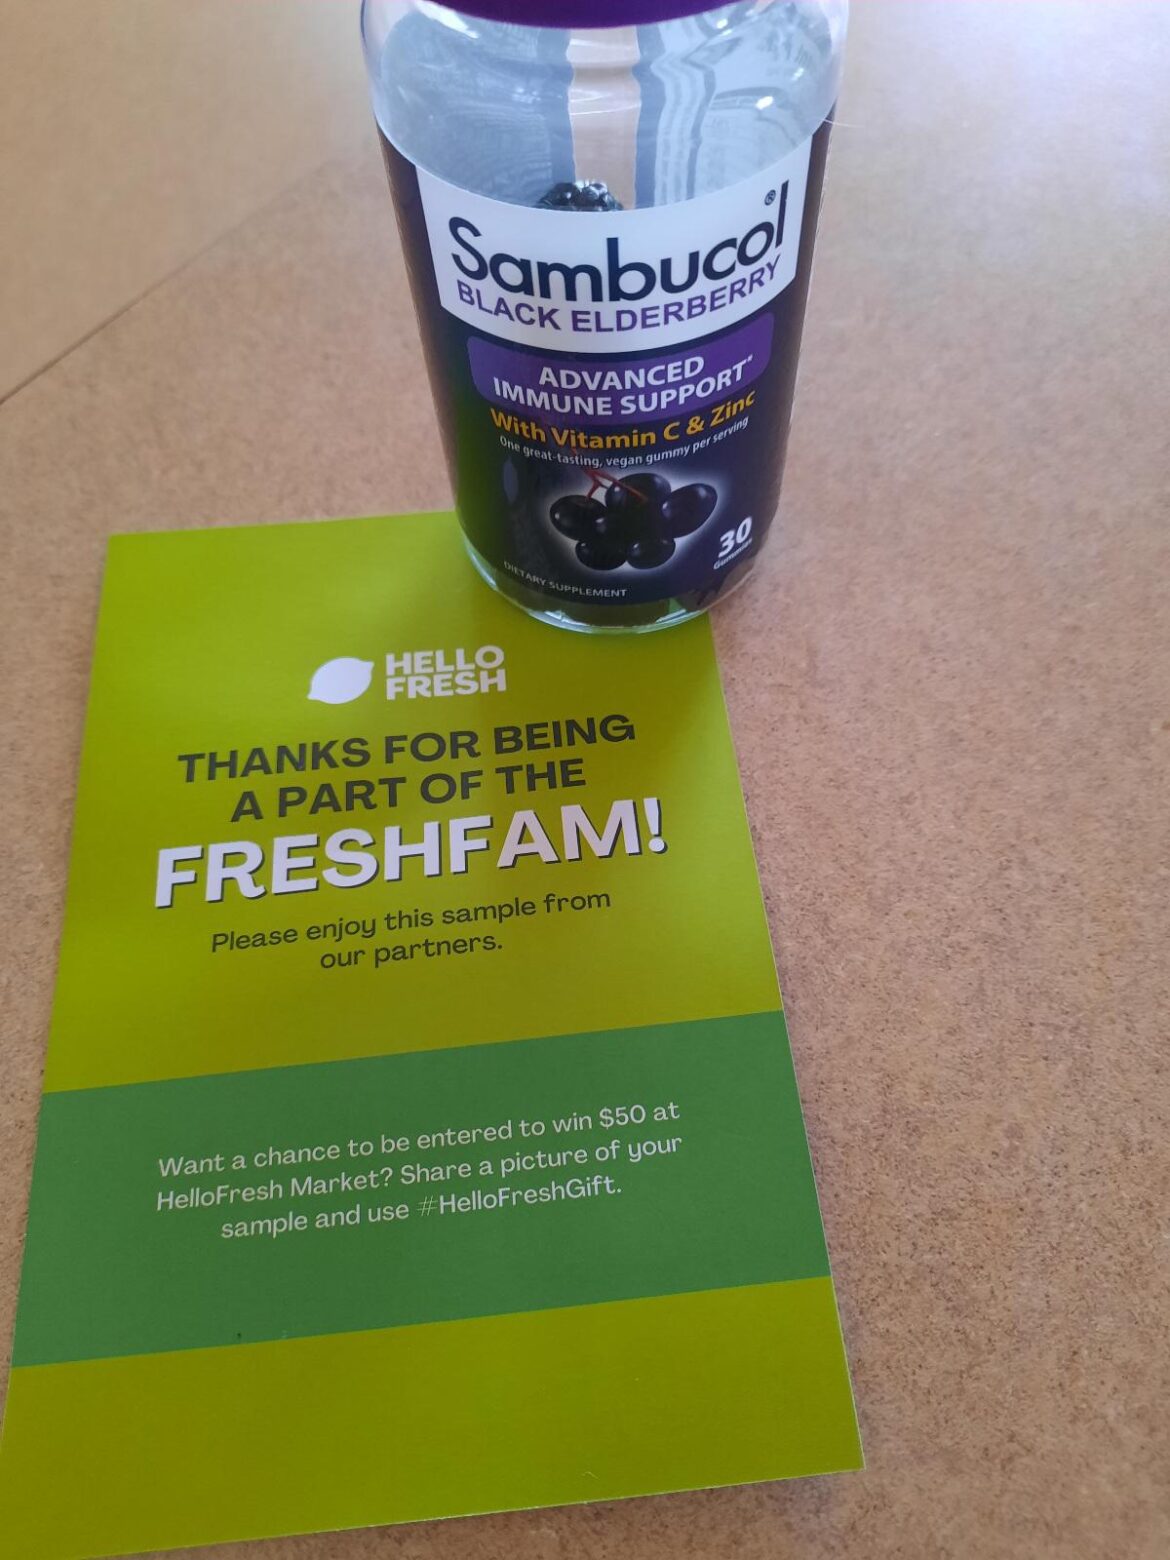 Sambucol®
BLACK ELDERBERRY
ADVANCED
IMMUNE SUPPORT*
With Vitamin C & Zinc
One great-tasting, vegan gummy per serving
30
Gummies
DIETARY SUPPLEMENT
HELLO
FRESH
THANKS FOR BEING
A PART OF THE
FRESHFAM!
Please enjoy this sample from
our partners.
Want a chance to be entered to win $50 at
HelloFresh Market? Share a picture of your
sample and use #HelloFreshGift.